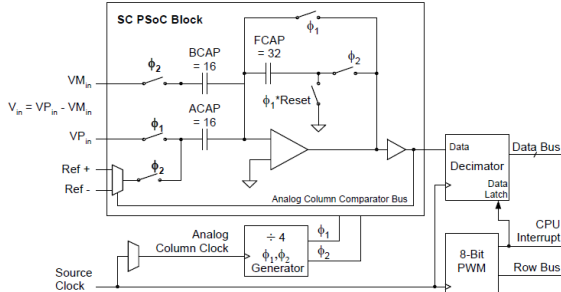 SC PSoC Block
ϕ1
FCAP
= 32
BCAP
= 16
ϕ2
ϕ2
VMin
ϕ1*Reset
Vin = VPin - VMin
ACAP
= 16
ϕ1
VPin
Ref +
Ref -
ϕ2
Data
Decimator
Data
Latch
Data Bus
Analog Column Comparator Bus
Analog
Column Clock
÷ 4
ϕ1,ϕ2
Generator
ϕ1
ϕ2
CPU
Interrupt
8-Bit
PWM
Row Bus
Source
Clock